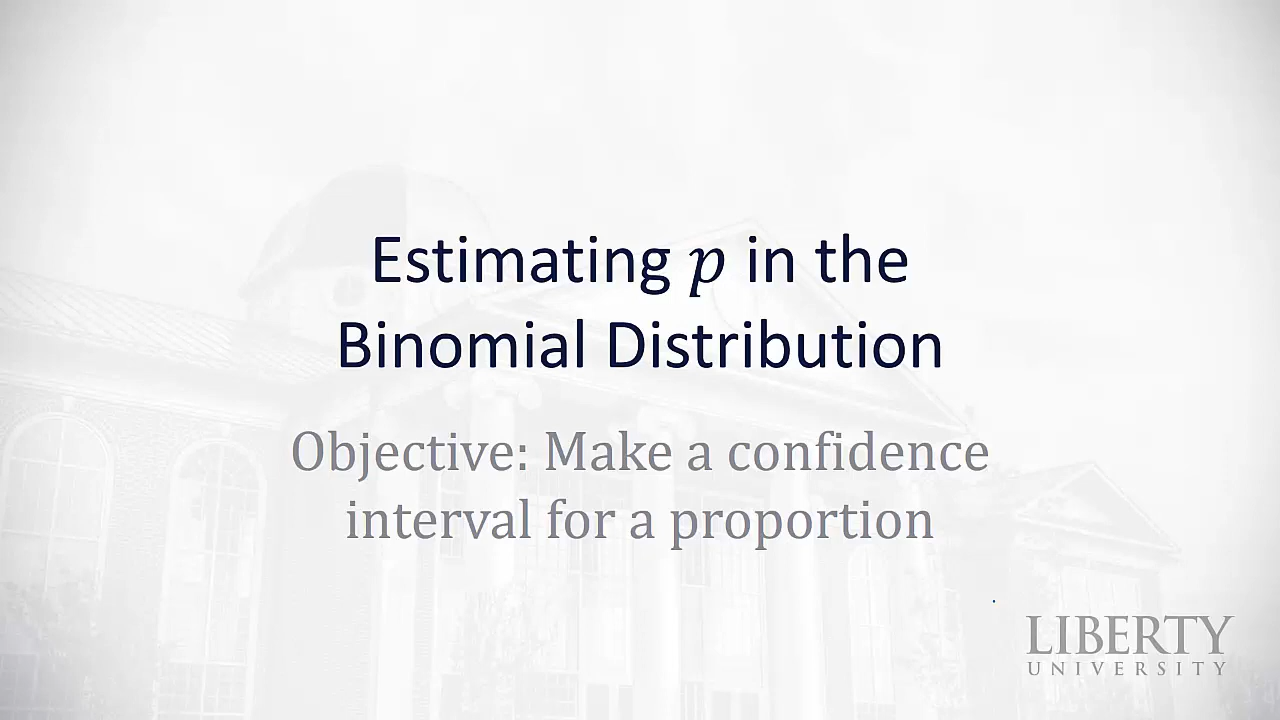 Estimating p in the
Binomial Distribution
Objective: Make a confidence
interval for a proportion
LIBERTY
UNIVERSITY